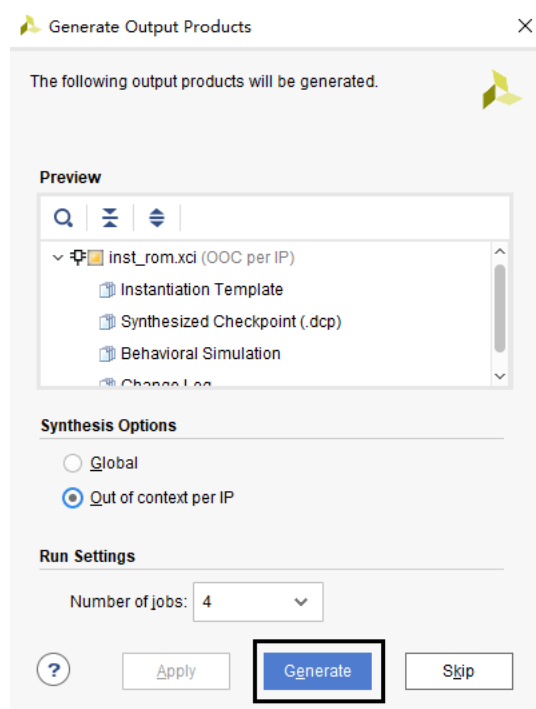 Generate Output Products
The following output products will be generated.
Preview
inst_rom.xci (OOC per IP)
Instantiation Template
Synthesized Checkpoint (.dcp)
Behavioral Simulation
Change Log
Synthesis Options
Global
Out of context per IP
Run Settings
Number of jobs: 4
? Apply Generate Skip